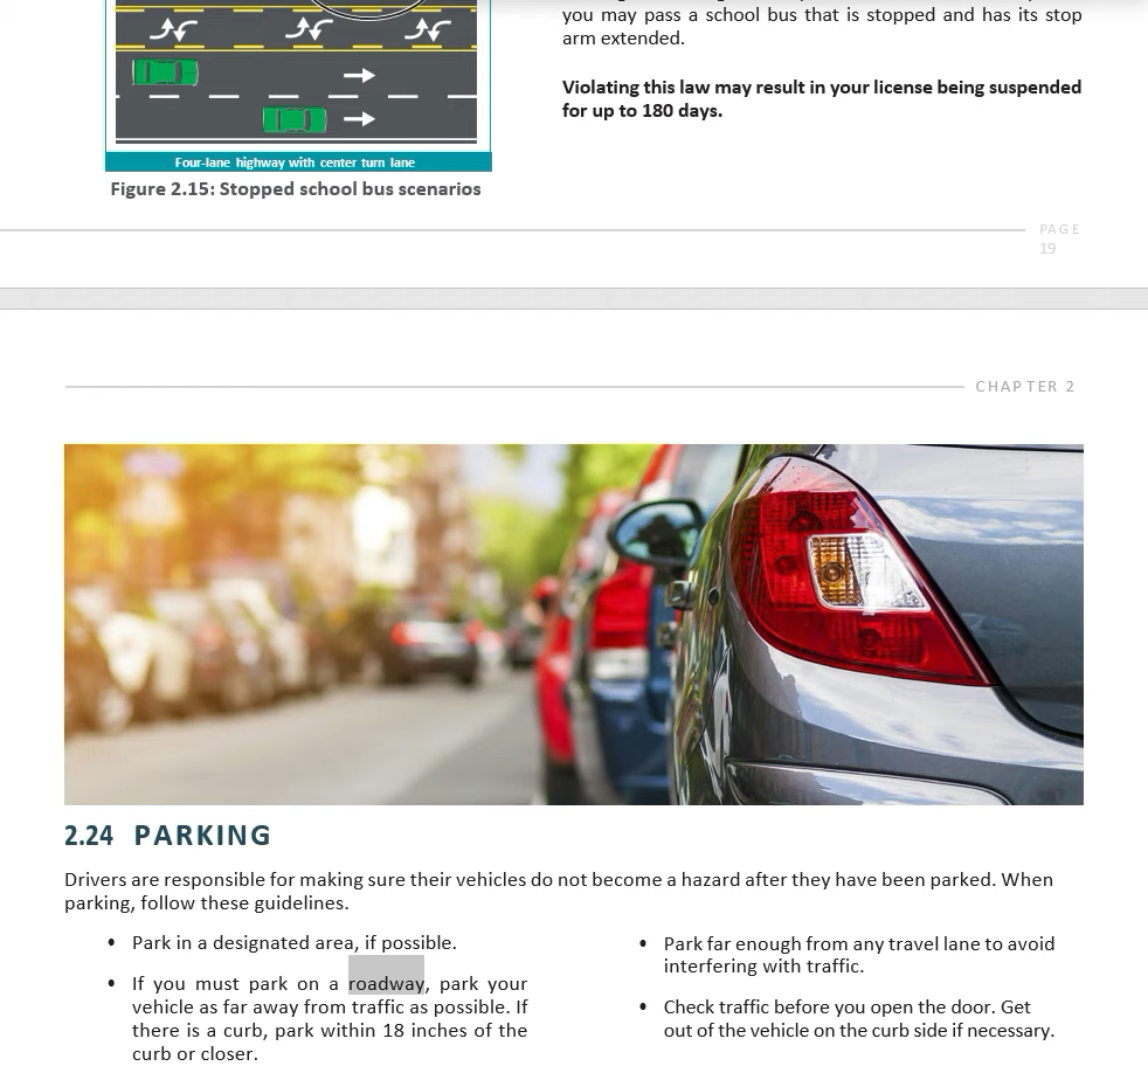 you may pass a school bus that is stopped and has its stop
arm extended.
Violating this law may result in your license being suspended
for up to 180 days.
Four-lane highway with center turn lane
Figure 2.15: Stopped school bus scenarios
PAGE
19
CHAPTER 2
2.24 PARKING
Drivers are responsible for making sure their vehicles do not become a hazard after they have been parked. When
parking, follow these guidelines.
• Park in a designated area, if possible.
• If you must park on a roadway, park your
vehicle as far away from traffic as possible. If
there is a curb, park within 18 inches of the
curb or closer.
• Park far enough from any travel lane to avoid
interfering with traffic.
• Check traffic before you open the door. Get
out of the vehicle on the curb side if necessary.